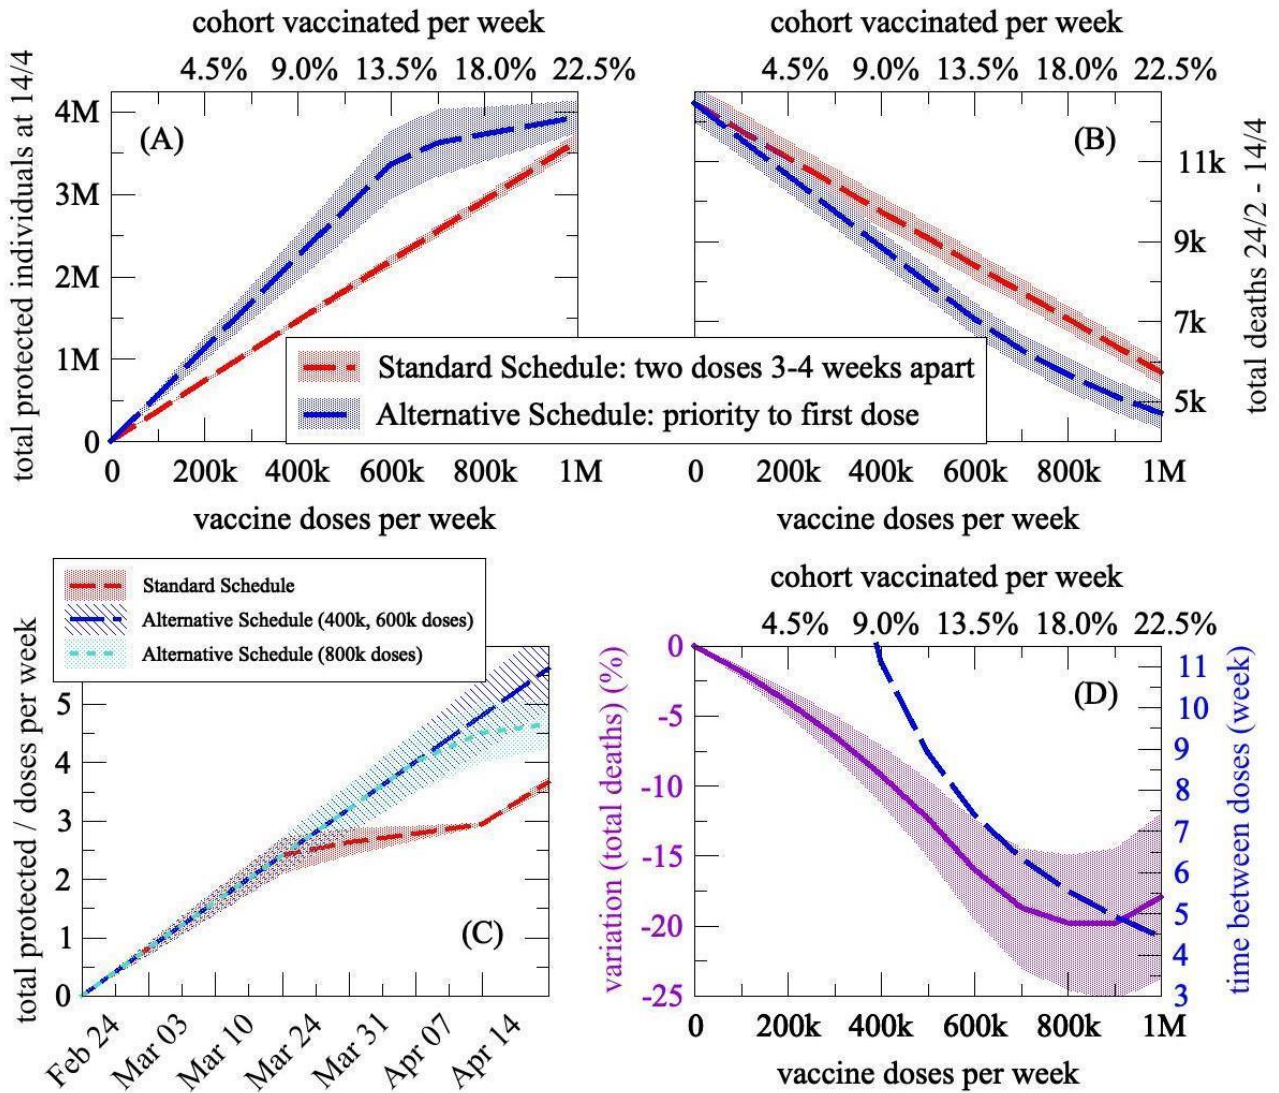 cohort vaccinated per week
4.5% 9.0% 13.5% 18.0% 22.5%
total protected individuals at 14/4
4M
3M
2M
1M
0
(A)
0 200k 400k 600k 800k 1M
vaccine doses per week
cohort vaccinated per week
4.5% 9.0% 13.5% 18.0% 22.5%
(B)
11k
9k
7k
5k
total deaths 24/2 - 14/4
0 200k 400k 600k 800k 1M
vaccine doses per week
Standard Schedule: two doses 3-4 weeks apart
Alternative Schedule: priority to first dose
Standard Schedule
Alternative Schedule (400k, 600k doses)
Alternative Schedule (800k doses)
total protected / doses per week
5
4
3
2
1
0
(C)
Feb 24
Mar 03
Mar 10
Mar 24
Mar 31
Apr 07
Apr 14
cohort vaccinated per week
4.5% 9.0% 13.5% 18.0% 22.5%
variation (total deaths) (%)
0
-5
-10
-15
-20
-25
(D)
11
10
9
8
7
6
5
4
3
time between doses (week)
0 200k 400k 600k 800k 1M
vaccine doses per week